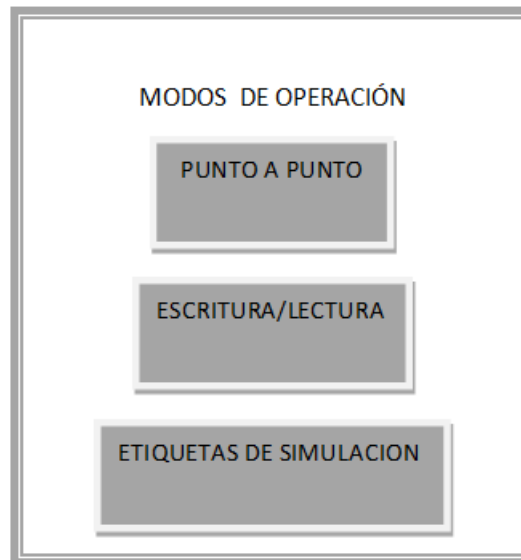 MODOS DE OPERACIÓN
PUNTO A PUNTO
ESCRITURA/LECTURA
ETIQUETAS DE SIMULACION